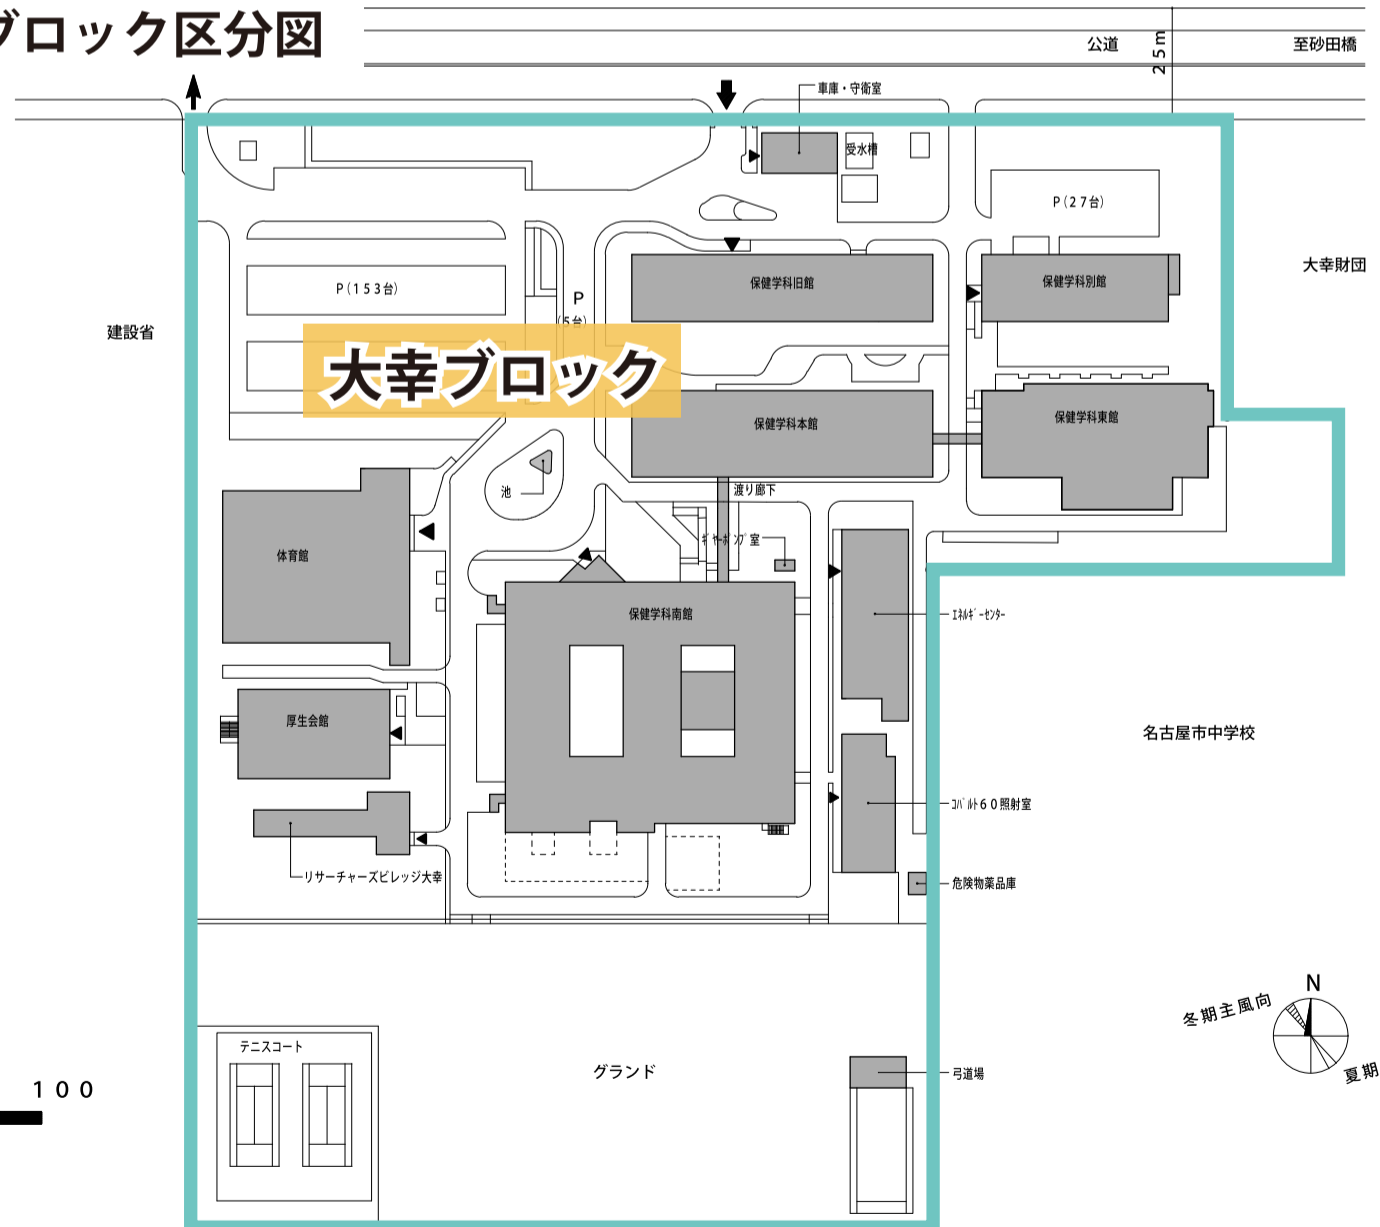 ブロック区分図
公道
25m
至砂田橋
車庫・守衛室
受水槽
P(27台)
大幸財団
保健学科旧館
保健学科別館
P(153台)
P
(5台)
建設省
大幸ブロック
保健学科本館
保健学科東館
池
渡り廊下
体育館
ｷﾞﾔｰﾎﾟﾝﾌﾟ室
保健学科南館
ｴﾈﾙｷﾞｰｾﾝﾀｰ
厚生会館
名古屋市中学校
ｺﾊﾞﾙﾄ60照射室
リサーチャーズビレッジ大幸
危険物薬品庫
N
冬期主風向
夏期
テニスコート
グランド
弓道場
100